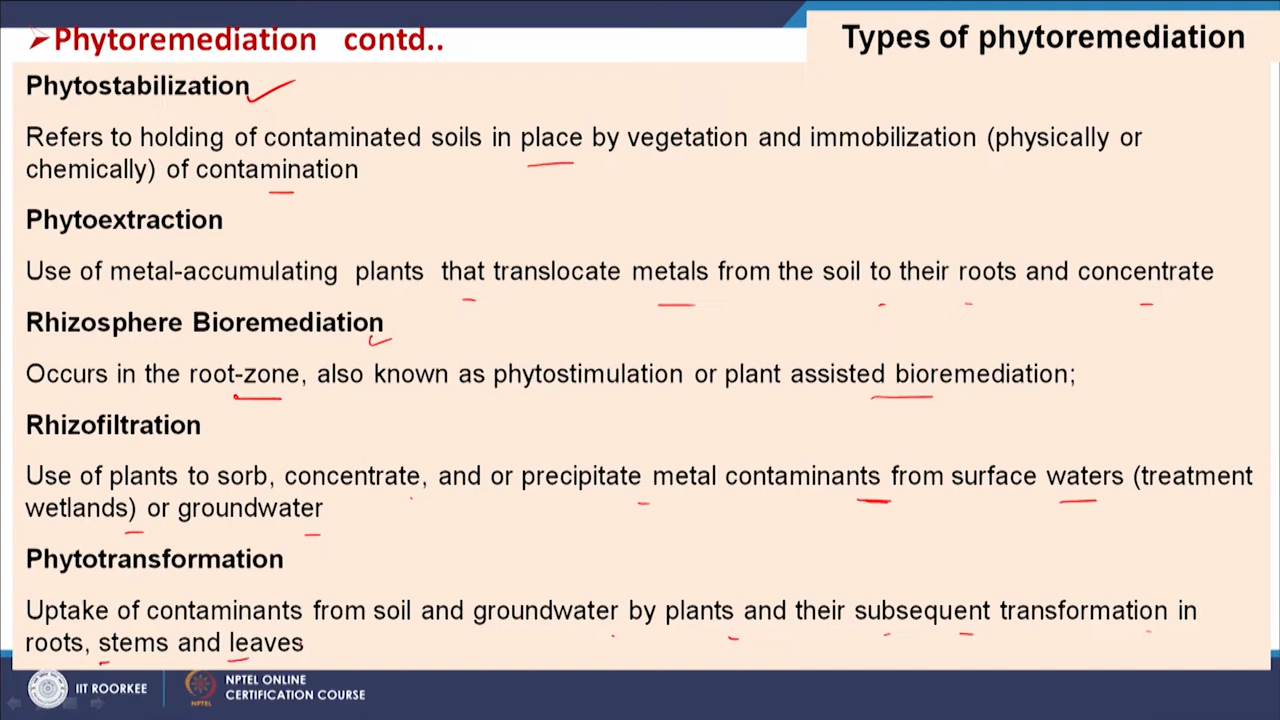 Phytoremediation contd..
Types of phytoremediation
Phytostabilization
Refers to holding of contaminated soils in place by vegetation and immobilization (physically or
chemically) of contamination
Phytoextraction
Use of metal-accumulating plants that translocate metals from the soil to their roots and concentrate
Rhizosphere Bioremediation
Occurs in the root-zone, also known as phytostimulation or plant assisted bioremediation;
Rhizofiltration
Use of plants to sorb, concentrate, and or precipitate metal contaminants from surface waters (treatment
wetlands) or groundwater
Phytotransformation
Uptake of contaminants from soil and groundwater by plants and their subsequent transformation in
roots, stems and leaves
IIT ROORKEE
NPTEL
NPTEL ONLINE
CERTIFICATION COURSE